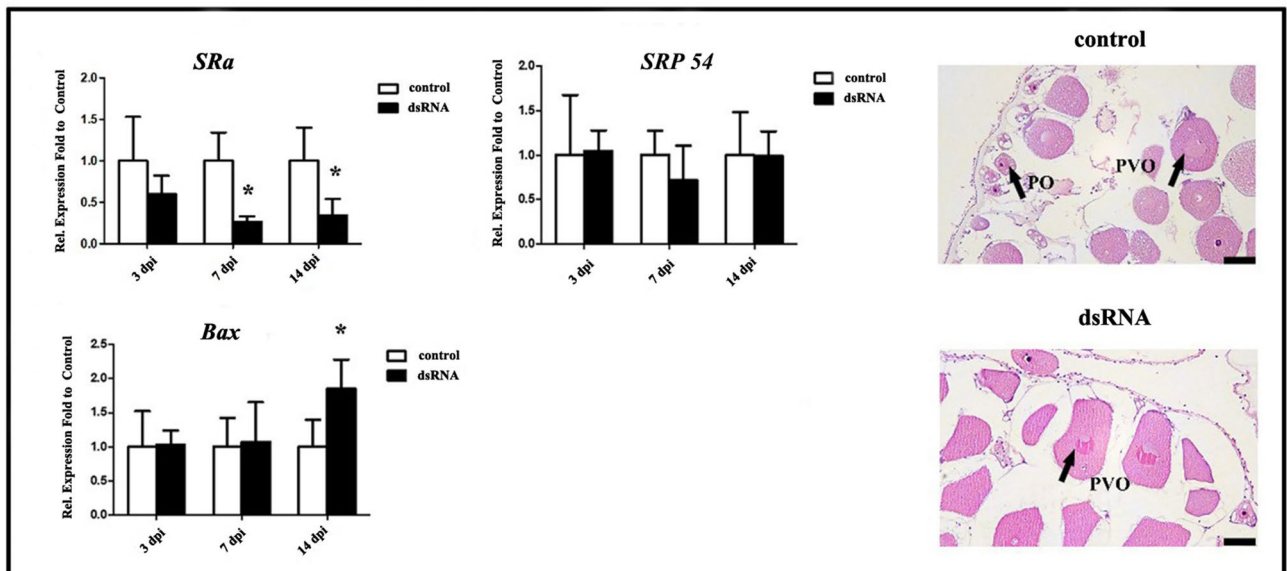 SRa
Rel. Expression Fold to Control
2.0
1.5
1.0
0.5
0.0
control
dsRNA
*
*
3 dpi
7 dpi
14 dpi
SRP 54
Rel. Expression Fold to Control
2.0
1.5
1.0
0.5
0.0
control
dsRNA
3 dpi
7 dpi
14 dpi
control
PO
PVO
Bax
Rel. Expression Fold to Control
2.5
2.0
1.5
1.0
0.5
0.0
*
control
dsRNA
3 dpi
7 dpi
14 dpi
dsRNA
PVO